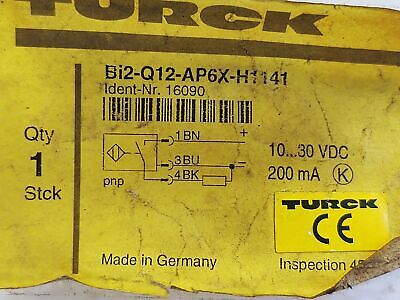 TURCK
Bi2-Q12-AP6X-H1141
Ident-Nr. 16090
Qty
1
Stck
1BN +
3BU -
4BK
pnp
10...30 VDC
200 mA K
TURCK
CE
Made in Germany
Inspection